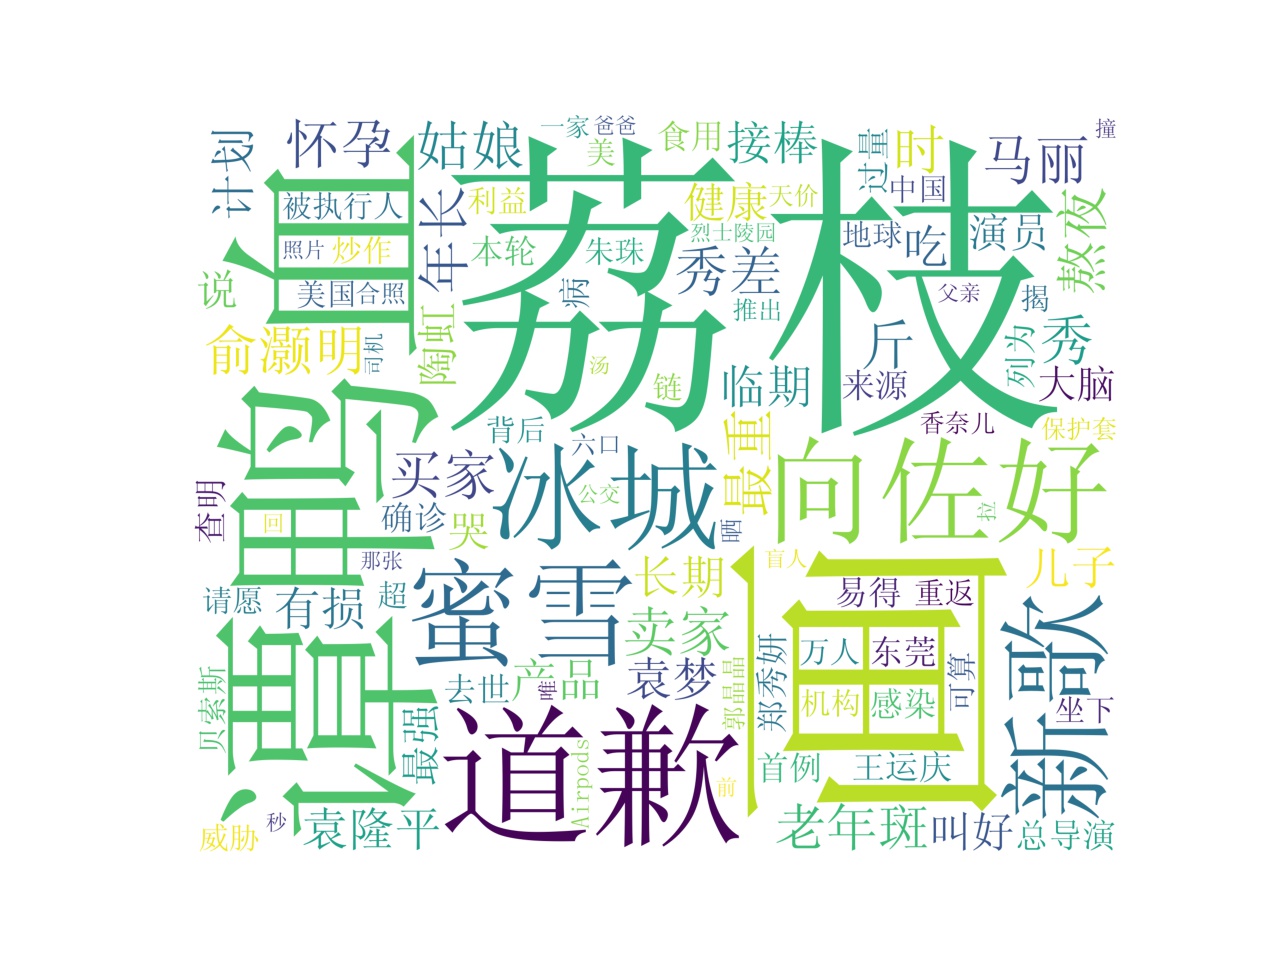 荔枝
谭鸭血
画
道歉
蜜雪
冰城
向佐好
新歌
怀孕
姑娘
一家
爸爸
美
食用
接棒
过量
时
马丽
撞
计划
被执行人
年长
利益
健康
天价
中国
熬夜
照片
炒作
本轮
朱珠
烈士陵园
秀差
地球
吃
演员
说
美国
合照
病
推出
父亲
揭
俞灏明
司机
陶虹
汤
链
临期
斤
来源
列为
秀
大脑
背后
六口
香奈儿
保护套
买家
最重
查明
确诊
哭
公交
晒
拉
回
那张
请愿
有损
超
长期
盲人
易得
重返
儿子
卖家
贝索斯
去世
唯
产品
袁梦
郭晶晶
郑秀妍
万人
东莞
机构
感染
可算
坐下
最强
Airpods
前
首例
王运庆
威胁
秒
袁隆平
老年斑
叫好
总导演